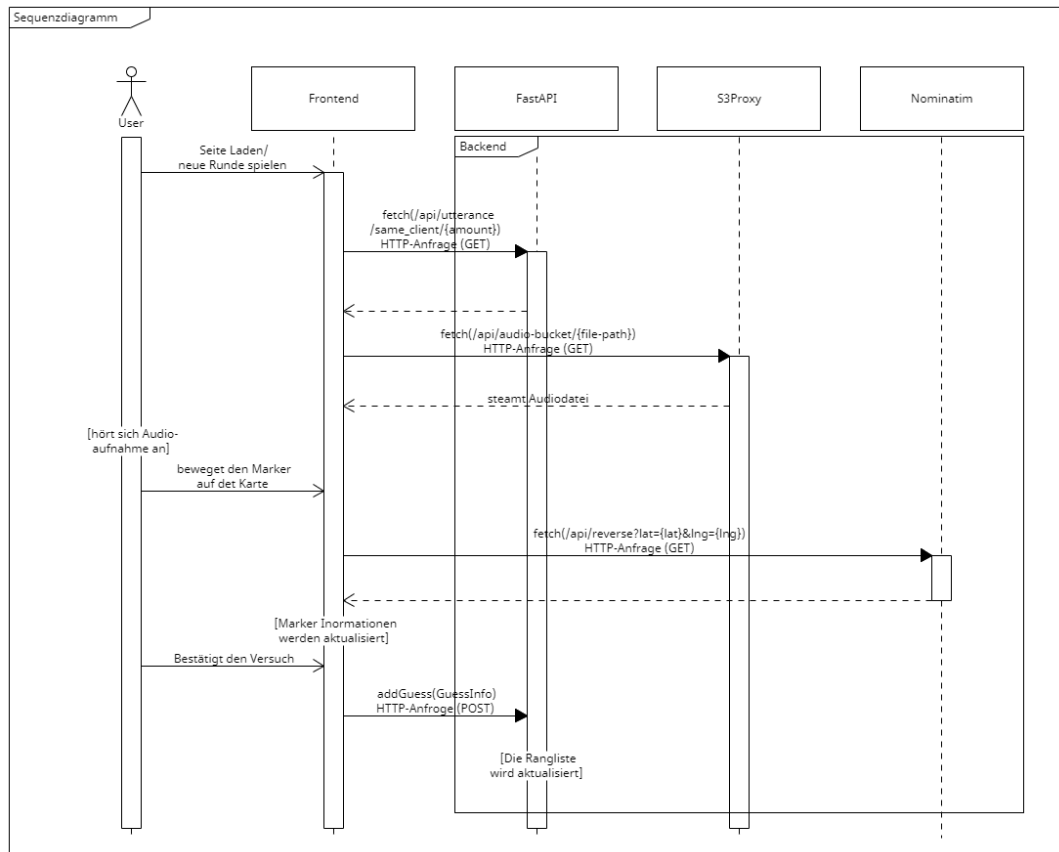 Sequenzdiagramm
User
Frontend
FastAPI
S3Proxy
Nominatim
Backend
Seite Laden/
neue Runde spielen
fetch(/api/utterance
/same_client/{amount})
HTTP-Anfrage (GET)
fetch(/api/audio-bucket/{file-path})
HTTP-Anfrage (GET)
steamt Audiodatei
[hört sich Audio-
aufnahme an]
beweget den Marker
auf det Karte
fetch(/api/reverse?lat={lat}&lng={lng})
HTTP-Anfrage (GET)
[Marker Inormationen
werden aktualisiert]
Bestätigt den Versuch
addGuess(GuessInfo)
HTTP-Anfroge (POST)
[Die Rangliste
wird aktualisiert]